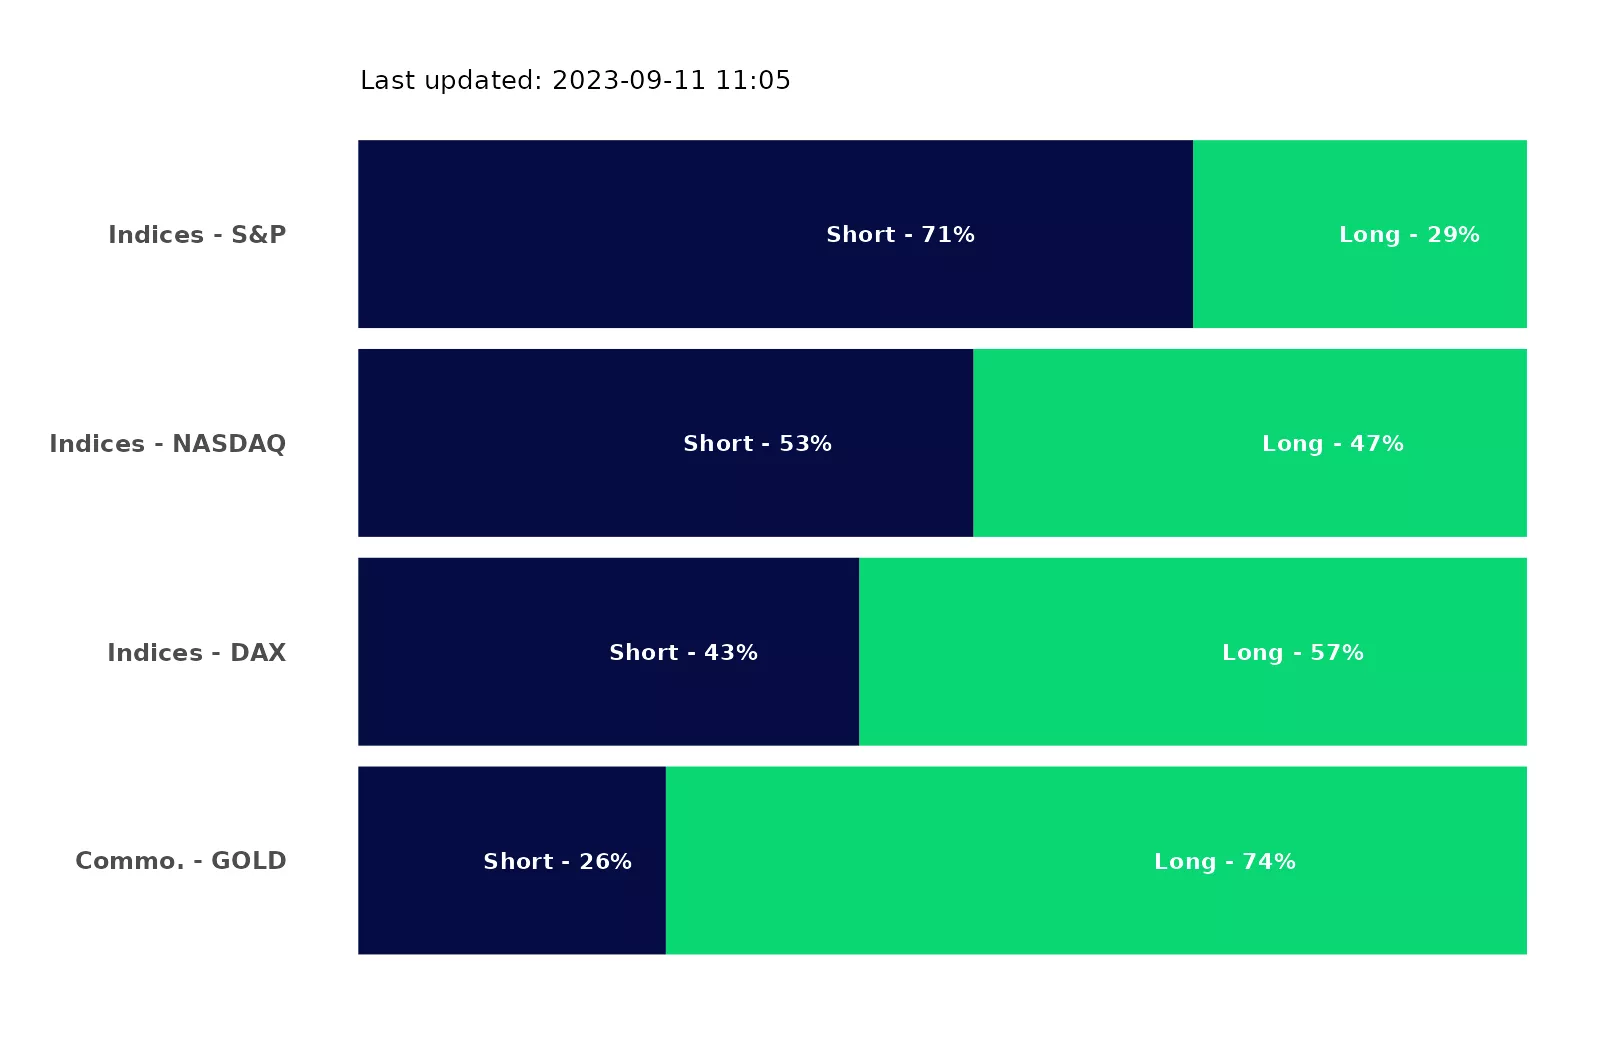 Last updated: 2023-09-11 11:05
Indices - S&P Short - 71% Long - 29%
Indices - NASDAQ Short - 53% Long - 47%
Indices - DAX Short - 43% Long - 57%
Commo. - GOLD Short - 26% Long - 74%